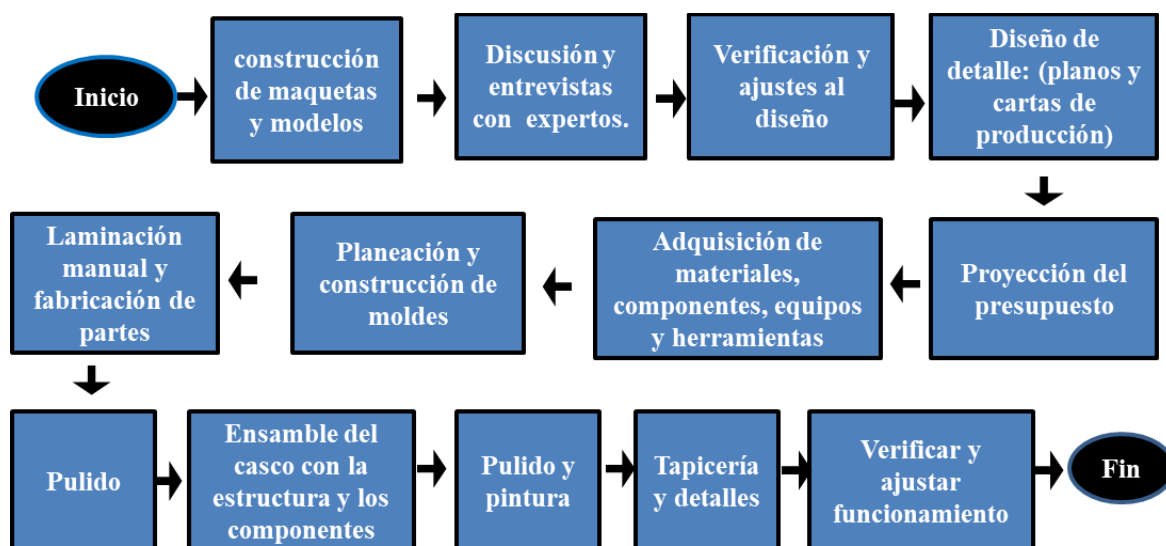 Inicio
construcción
de maquetas
y modelos
Discusión y
entrevistas
con expertos.
Verificación y
ajustes al
diseño
Diseño de
detalle: (planos y
cartas de
producción)
Proyección del
presupuesto
Adquisición de
materiales,
componentes, equipos
y herramientas
Planeación y
construcción de
moldes
Laminación
manual y
fabricación de
partes
Pulido
Ensamble del
casco con la
estructura y los
componentes
Pulido y
pintura
Tapicería
y detalles
Verificar y
ajustar
funcionamiento
Fin